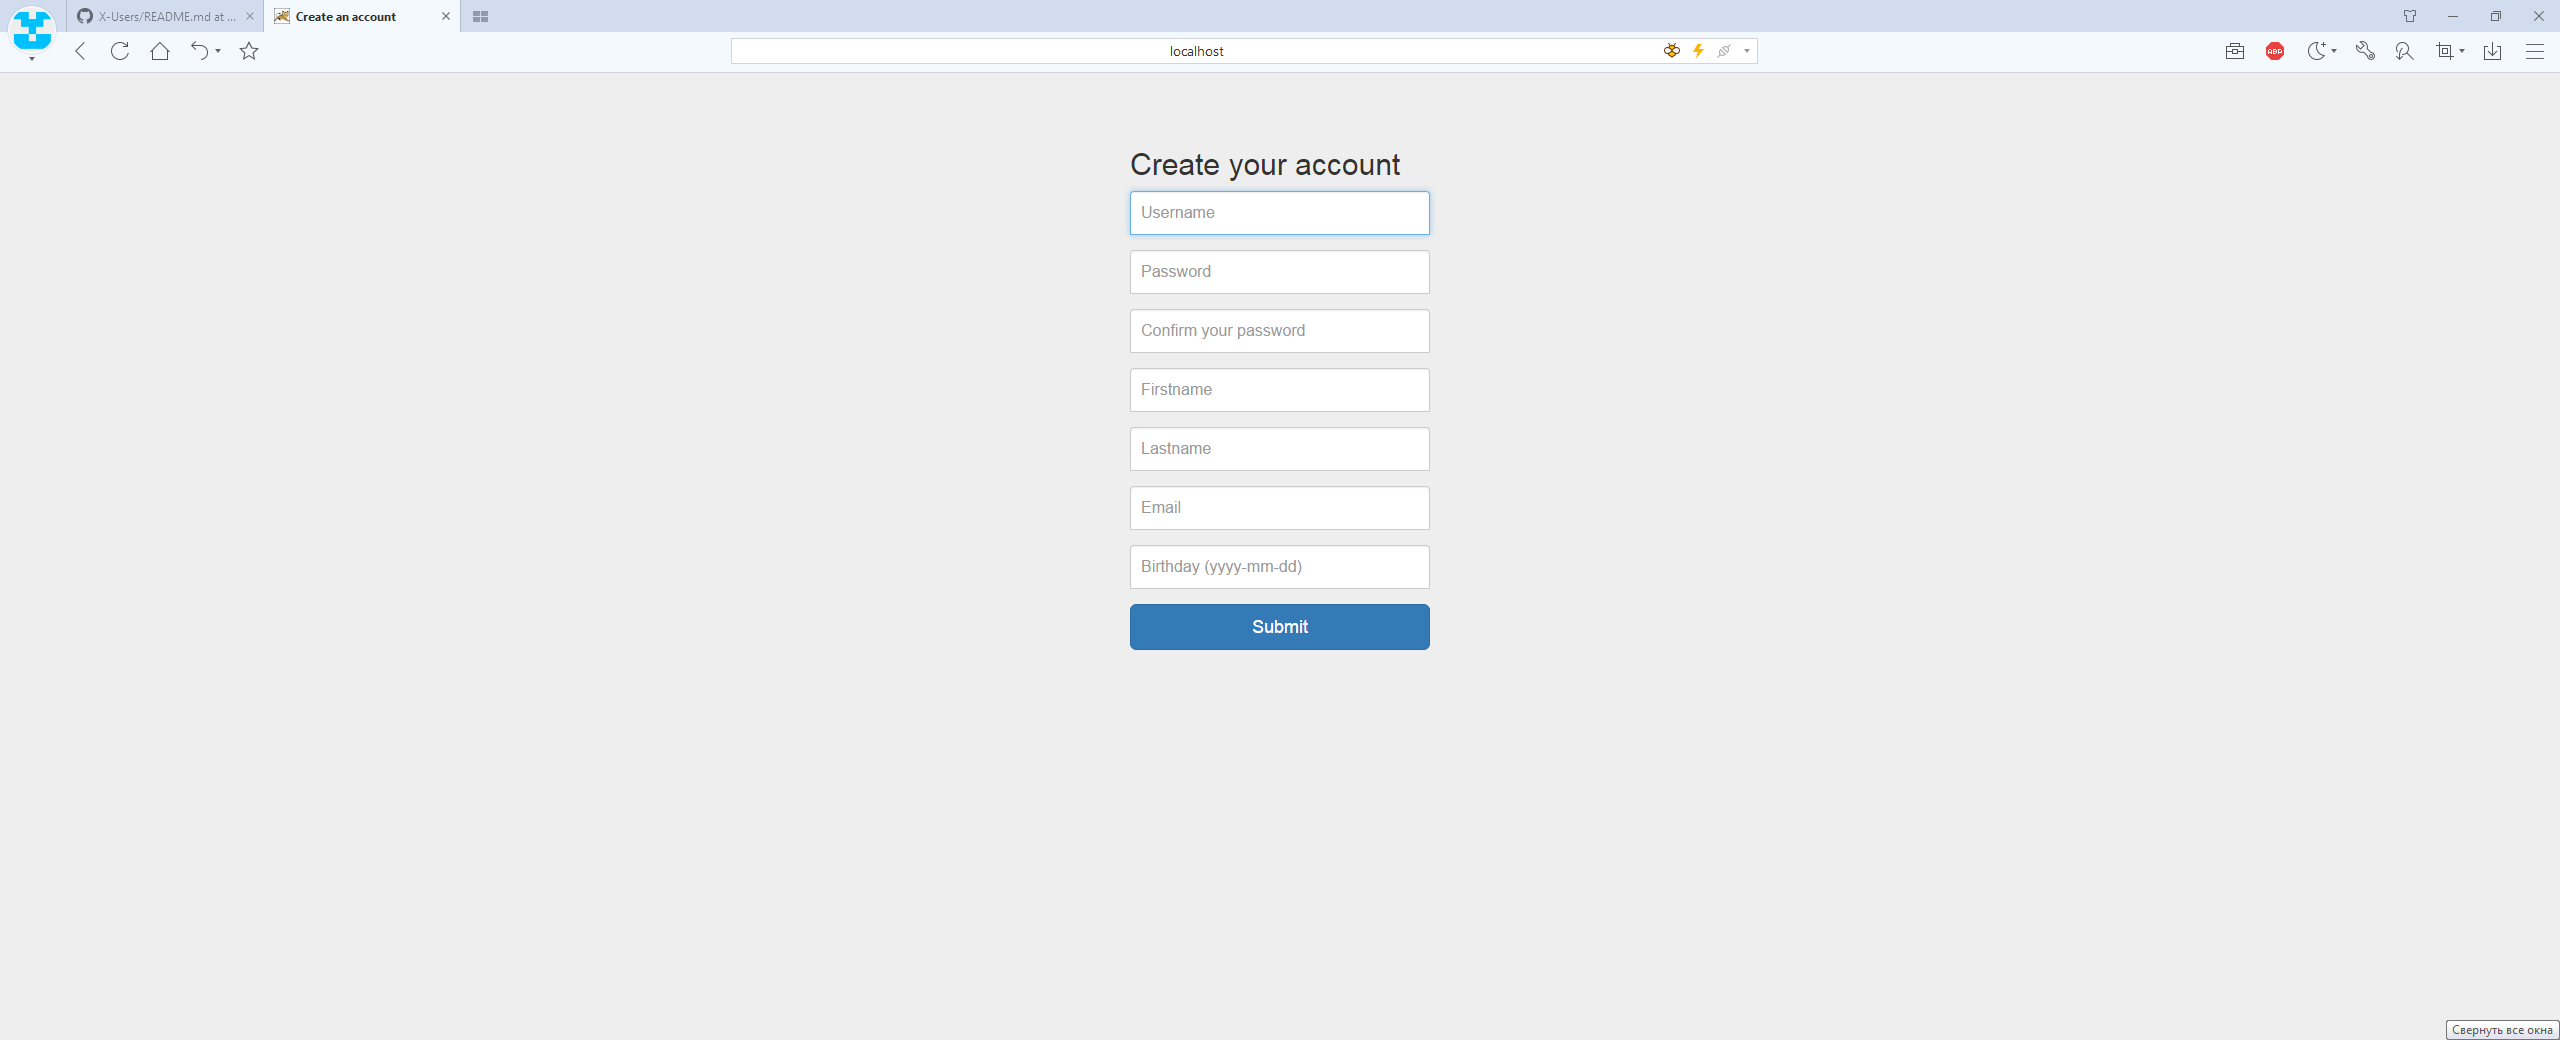 X-Users/README.md at ...
Create an account
localhost
ABP
Create your account
Username
Password
Confirm your password
Firstname
Lastname
Email
Birthday (yyyy-mm-dd)
Submit
Свернуть все окна